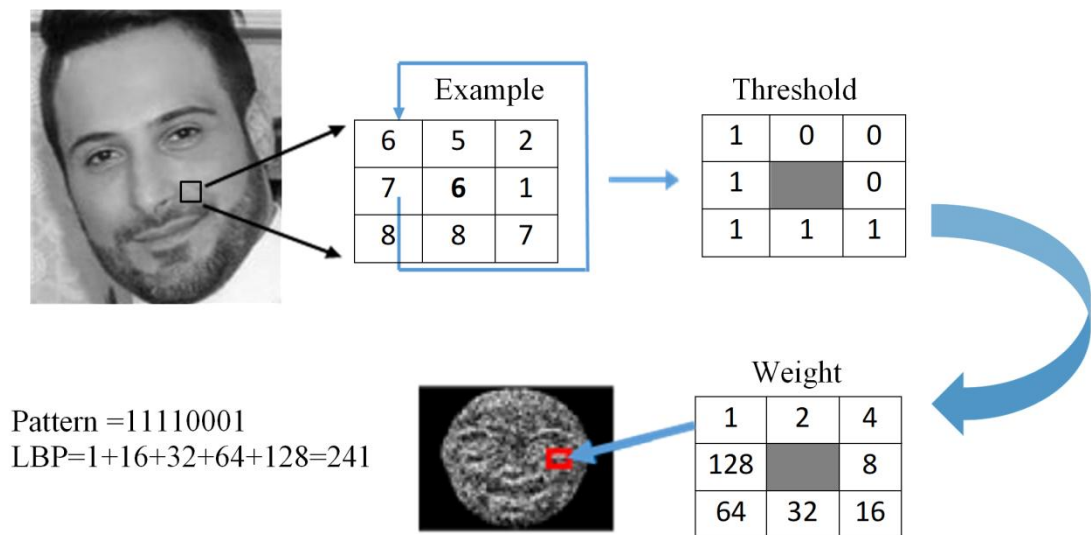 Example
6 5 2
7 6 1
8 8 7
Threshold
1 0 0
1 0
1 1 1
Weight
1 2 4
128 8
64 32 16
Pattern =11110001
LBP=1+16+32+64+128=241